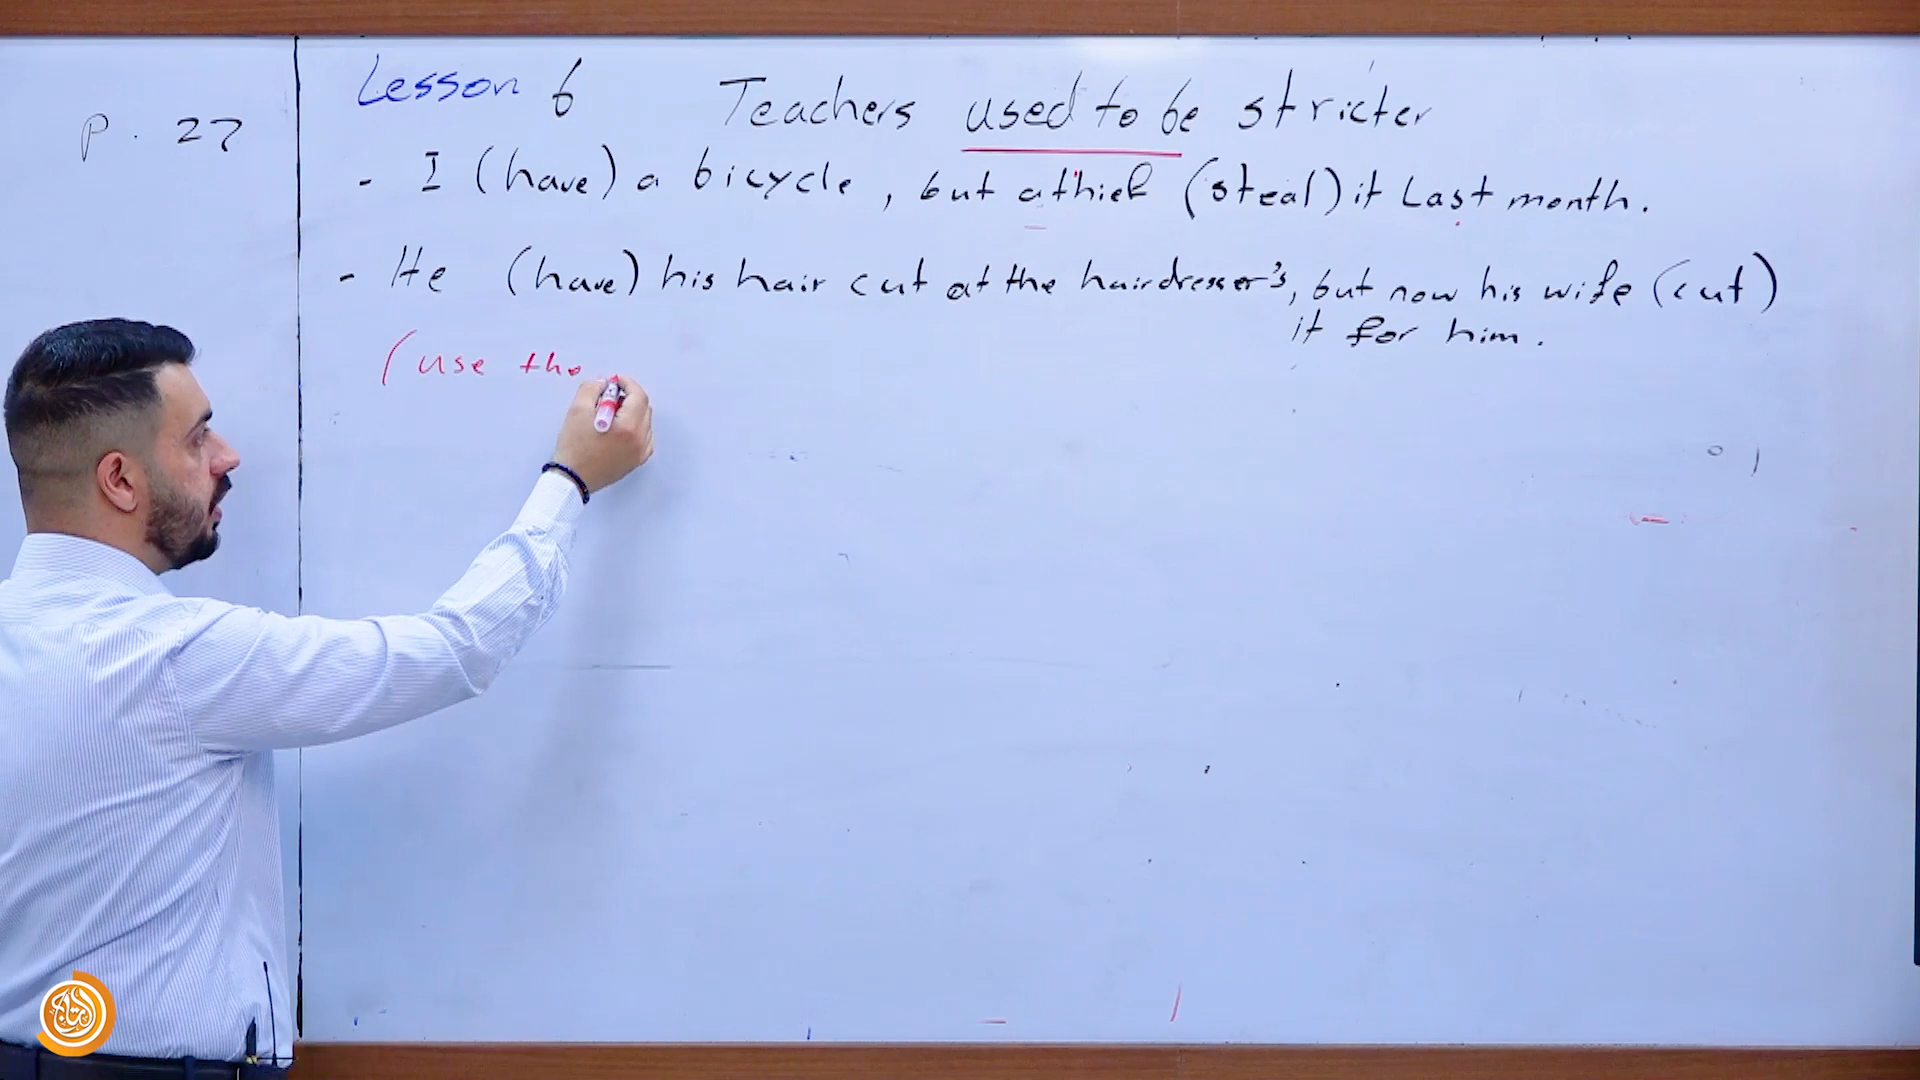 Lesson 6 Teachers used to be stricter
P. 27
- I (have) a bicycle, but a thief (steal) it Last month.
- He (have) his hair cut at the hairdresser's, but now his wife (cut)
it for him.
(use the